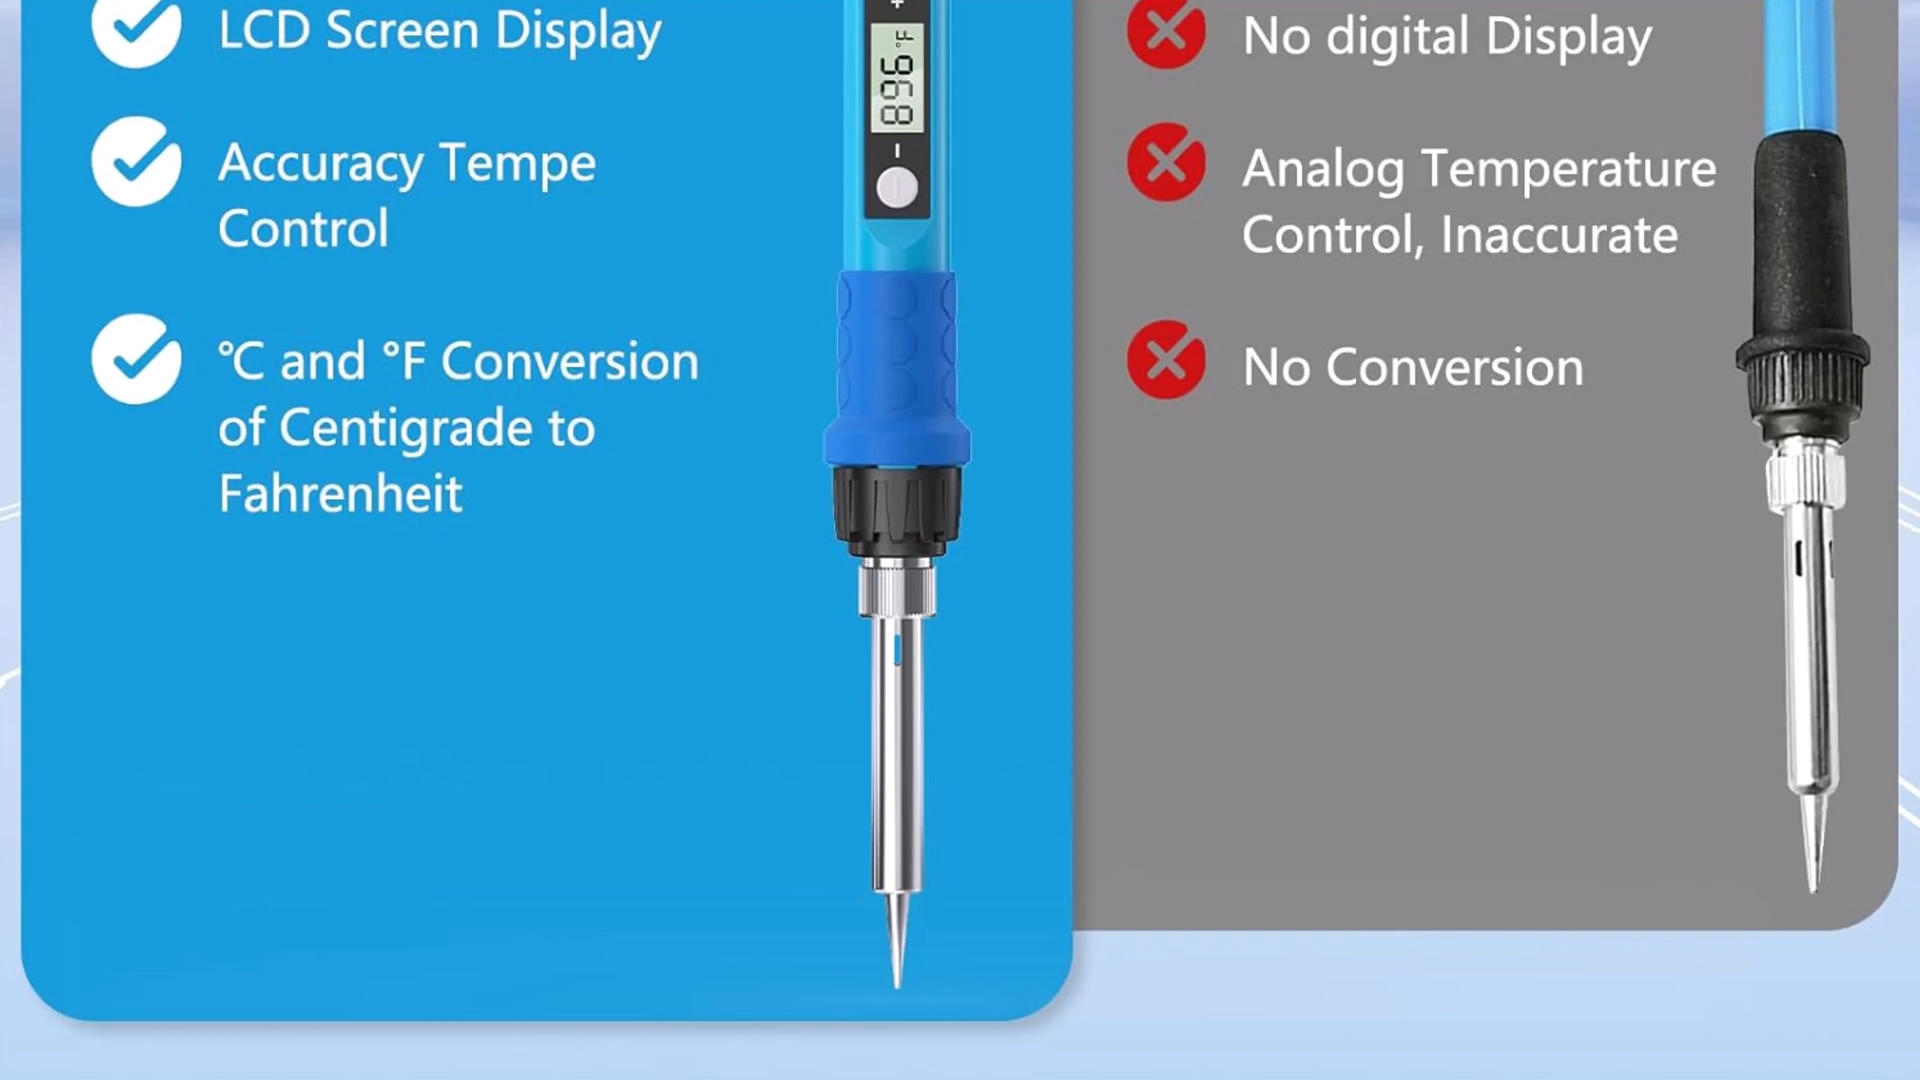 LCD Screen Display
Accuracy Tempe
Control
℃ and ℉ Conversion
of Centigrade to
Fahrenheit
+
896 °F
−
No digital Display
Analog Temperature
Control, Inaccurate
No Conversion